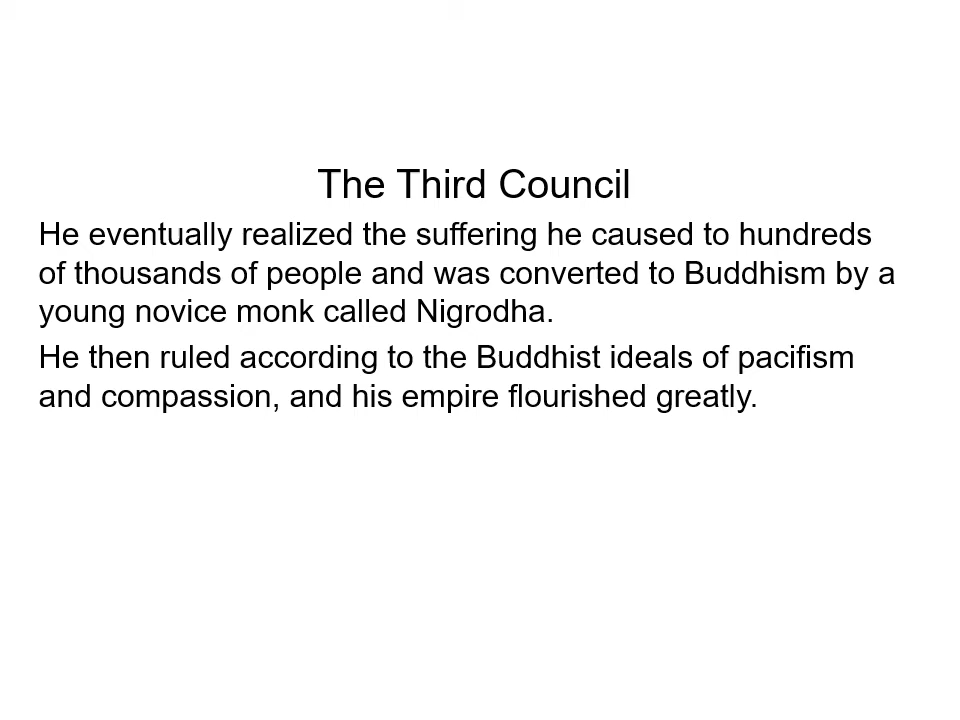 The Third Council
He eventually realized the suffering he caused to hundreds
of thousands of people and was converted to Buddhism by a
young novice monk called Nigrodha.
He then ruled according to the Buddhist ideals of pacifism
and compassion, and his empire flourished greatly.